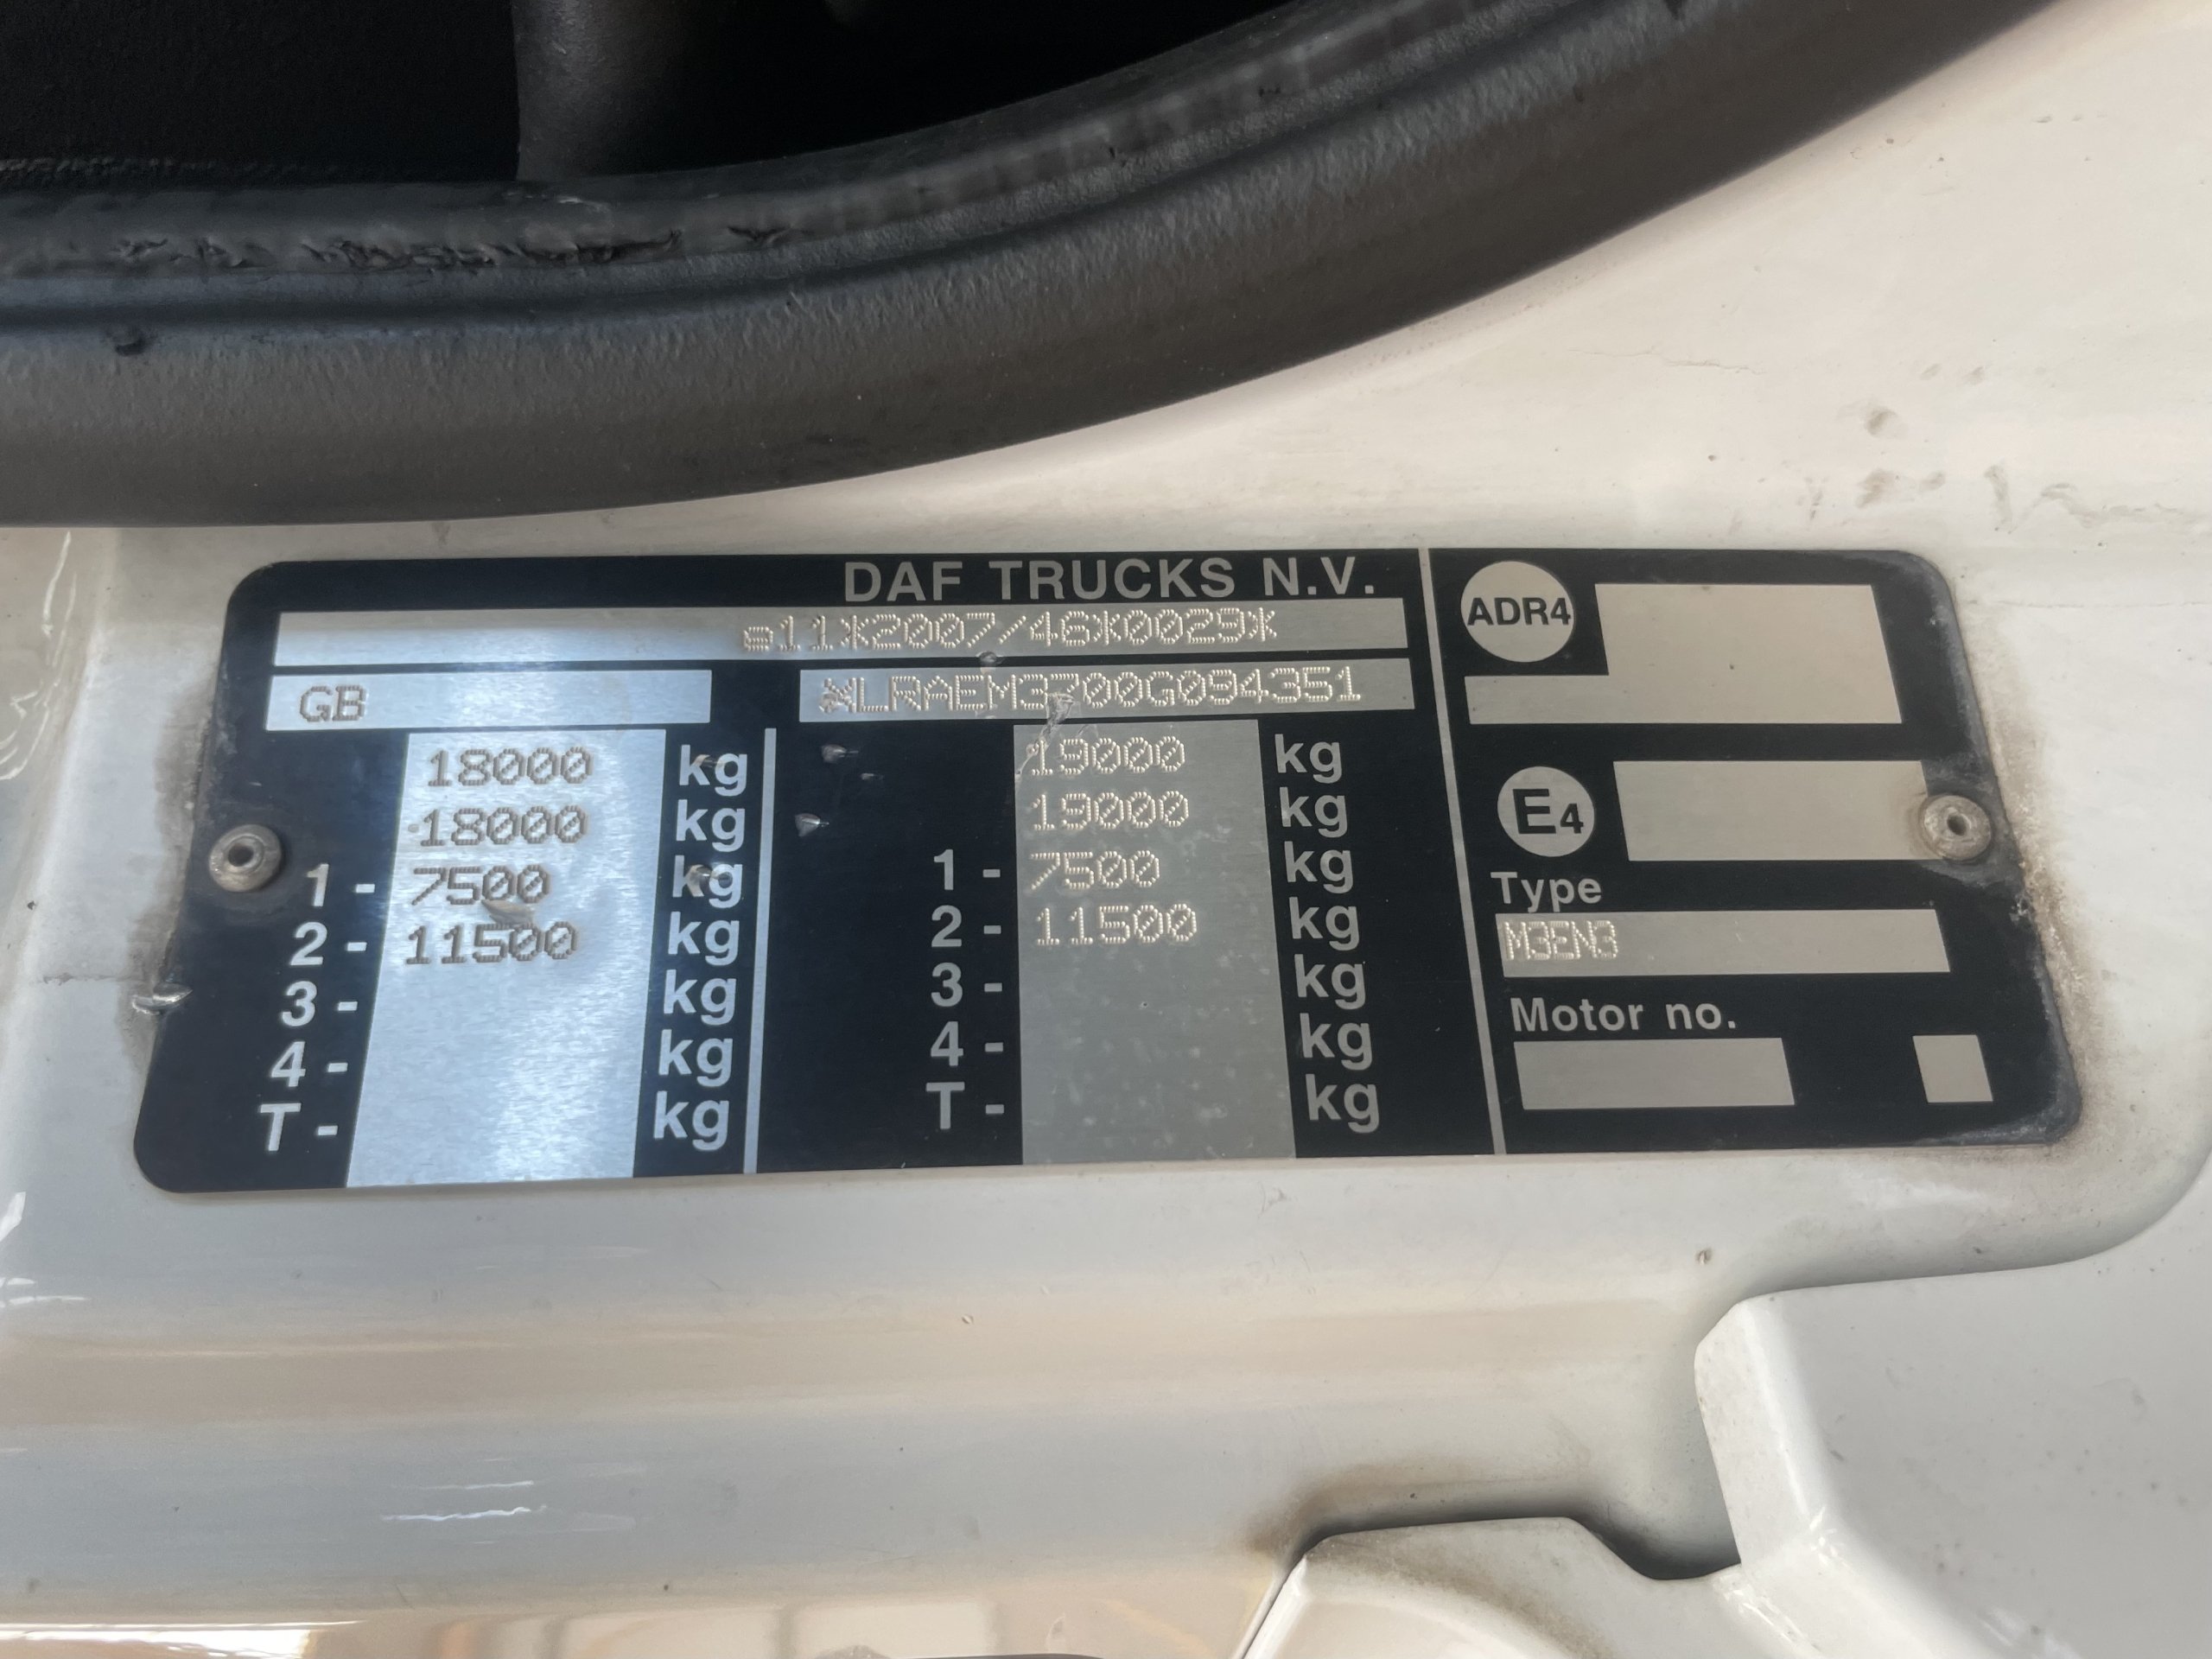 DAF TRUCKS N.V.
e11*2007/46*0029*
GB XLRAEM3700G094351
18000 kg 19000 kg
18000 kg 19000 kg
1 - 7500 kg 1 - 7500 kg
2 - 11500 kg 2 - 11500 kg
3 - kg 3 - kg
4 - kg 4 - kg
T - kg T - kg
ADR4
E4
Type
M3EN3
Motor no.